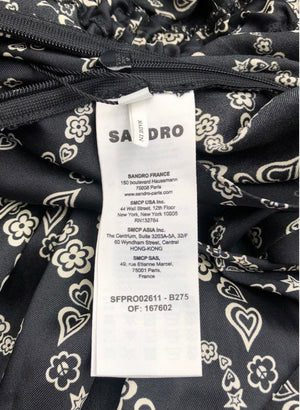 SANDRO
SANDRO FRANCE
150 boulevard Haussmann
75008 Paris
sandro-paris.com
SMCP USA Inc.
44 Wall Street, 12th Floor
New York, New York 10005
RN132784
SMCP ASIA Inc.
The Centrium, Suite 3203A-5A, 32/F
60 Wyndham Street, Central
HONG-KONG
SMCP SAS,
49, rue Etienne Marcel,
75001 Paris
France
SFPRO02611 - B275
OF: 167602